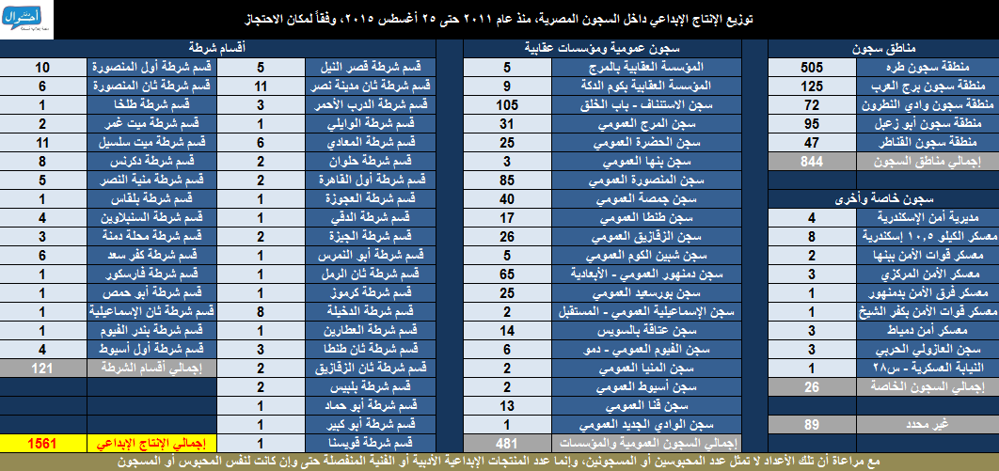 أحرار
توزيع الإنتاج الإبداعي داخل السجون المصرية، منذ عام ٢٠١١ حتى ٢٥ أغسطس ٢٠١٥، وفقاً لمكان الاحتجاز
مناطق سجون
منطقة سجون طره 505
منطقة سجون برج العرب 125
منطقة سجون وادي النطرون 72
منطقة سجون أبو زعبل 95
منطقة سجون القناطر 47
إجمالي مناطق السجون 844
سجون خاصة وأخرى
مديرية أمن الإسكندرية 4
معسكر الكيلو ١٠,٥ إسكندرية 8
معسكر قوات الأمن ببنها 2
معسكر الأمن المركزي 3
معسكر فرق الأمن بدمنهور 1
معسكر قوات الأمن بكفر الشيخ 1
معسكر أمن دمياط 3
سجن العازولي الحربي 3
النيابة العسكرية - س٢٨ 1
إجمالي السجون الخاصة 26
غير محدد 89
سجون عمومية ومؤسسات عقابية
المؤسسة العقابية بالمرج 5
المؤسسة العقابية بكوم الدكة 9
سجن الاستئناف - باب الخلق 105
سجن المرج العمومي 31
سجن الحضرة العمومي 25
سجن بنها العمومي 3
سجن المنصورة العمومي 85
سجن جمصة العمومي 40
سجن طنطا العمومي 17
سجن الزقازيق العمومي 26
سجن شبين الكوم العمومي 5
سجن دمنهور العمومي - الأبعادية 65
سجن بورسعيد العمومي 25
سجن الإسماعيلية العمومي - المستقبل 2
سجن عتاقة بالسويس 14
سجن الفيوم العمومي - دمو 6
سجن المنيا العمومي 2
سجن أسيوط العمومي 2
سجن قنا العمومي 13
سجن الوادي الجديد العمومي 1
إجمالي السجون العمومية والمؤسسات 481
أقسام شرطة
قسم شرطة قصر النيل 5
قسم شرطة ثان مدينة نصر 11
قسم شرطة الدرب الأحمر 3
قسم شرطة الوايلي 1
قسم شرطة المعادي 6
قسم شرطة حلوان 2
قسم شرطة أول القاهرة 2
قسم شرطة العجوزة 1
قسم شرطة الدقي 1
قسم شرطة الجيزة 2
قسم شرطة أبو النمرس 1
قسم شرطة ثان الرمل 1
قسم شرطة كرموز 1
قسم شرطة الدخيلة 8
قسم شرطة العطارين 1
قسم شرطة ثان طنطا 3
قسم شرطة ثان الزقازيق 2
قسم شرطة بلبيس 2
قسم شرطة أبو حماد 1
قسم شرطة أبو كبير 1
قسم شرطة قويسنا 1
قسم شرطة أول المنصورة 10
قسم شرطة ثان المنصورة 6
قسم شرطة طلخا 1
قسم شرطة ميت غمر 2
قسم شرطة ميت سلسيل 11
قسم شرطة دكرنس 8
قسم شرطة منية النصر 5
قسم شرطة بلقاس 1
قسم شرطة السنبلاوين 4
قسم شرطة محلة دمنة 3
قسم شرطة كفر سعد 6
قسم شرطة فارسكور 1
قسم شرطة أبو حمص 1
قسم شرطة ثان الإسماعيلية 1
قسم شرطة بندر الفيوم 1
قسم شرطة أول أسيوط 4
إجمالي أقسام الشرطة 121
إجمالي الإنتاج الإبداعي 1561
مع مراعاة أن تلك الأعداد لا تمثل عدد المحبوسين أو المسجونين، وإنما عدد المنتجات الإبداعية الأدبية أو الفنية المنفصلة حتى وإن كانت لنفس المحبوس أو المسجون